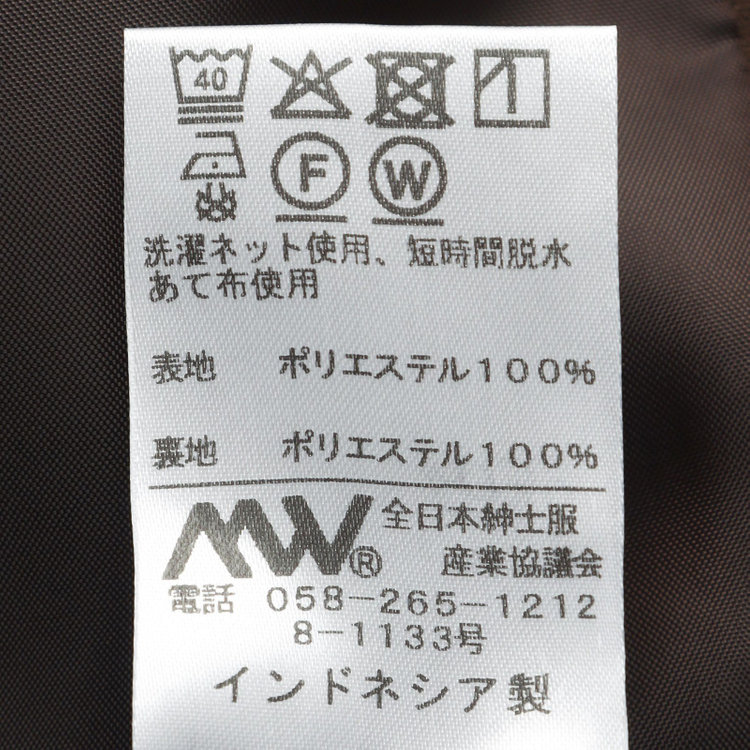 40
F W
洗濯ネット使用、短時間脱水
あて布使用
表地 ポリエステル100%
裏地 ポリエステル100%
MW® 全日本紳士服
産業協議会
電話 058-265-1212
8-1133号
インドネシア製